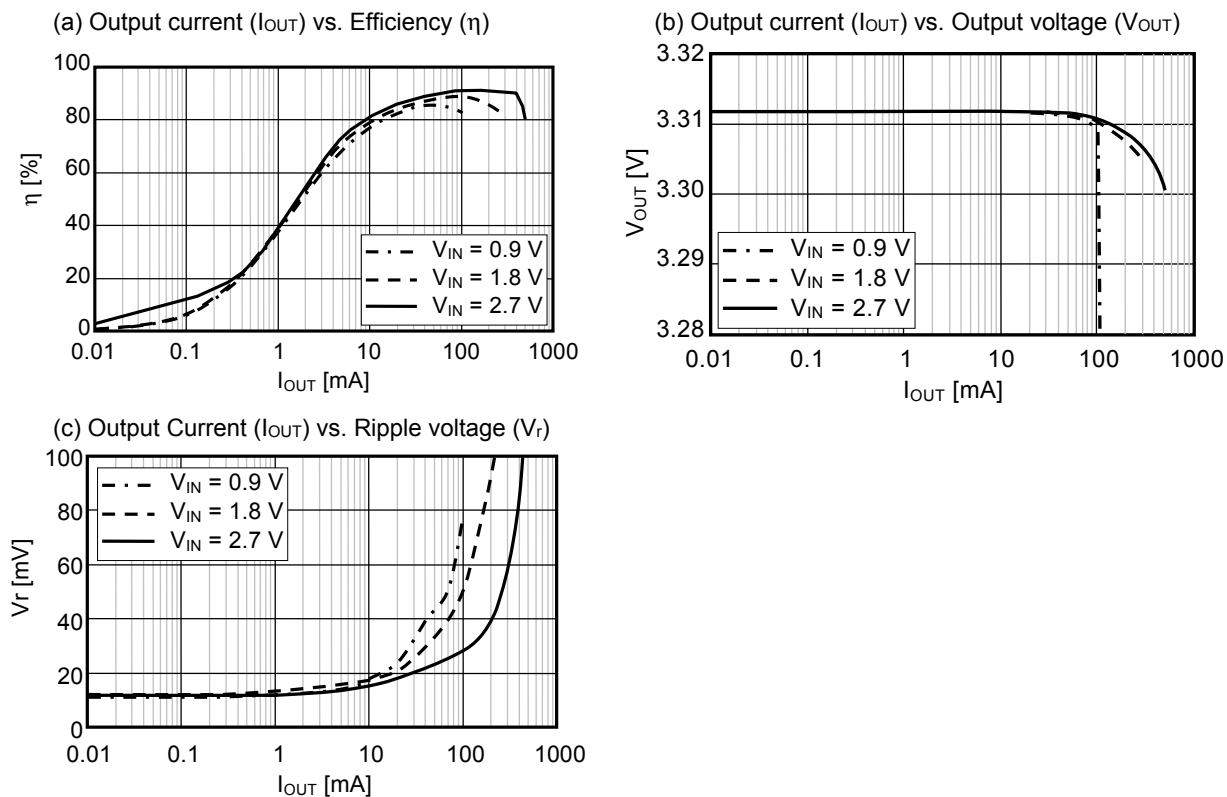 (a) Output current (IOUT) vs. Efficiency (η)
100
80
60
40
20
0
η [%]
0.01 0.1 1 10 100 1000
IOUT [mA]
VIN = 0.9 V
VIN = 1.8 V
VIN = 2.7 V
(b) Output current (IOUT) vs. Output voltage (VOUT)
3.32
3.31
3.30
3.29
3.28
VOUT [V]
0.01 0.1 1 10 100 1000
IOUT [mA]
VIN = 0.9 V
VIN = 1.8 V
VIN = 2.7 V
(c) Output Current (IOUT) vs. Ripple voltage (Vr)
100
80
60
40
20
0
Vr [mV]
0.01 0.1 1 10 100 1000
IOUT [mA]
VIN = 0.9 V
VIN = 1.8 V
VIN = 2.7 V